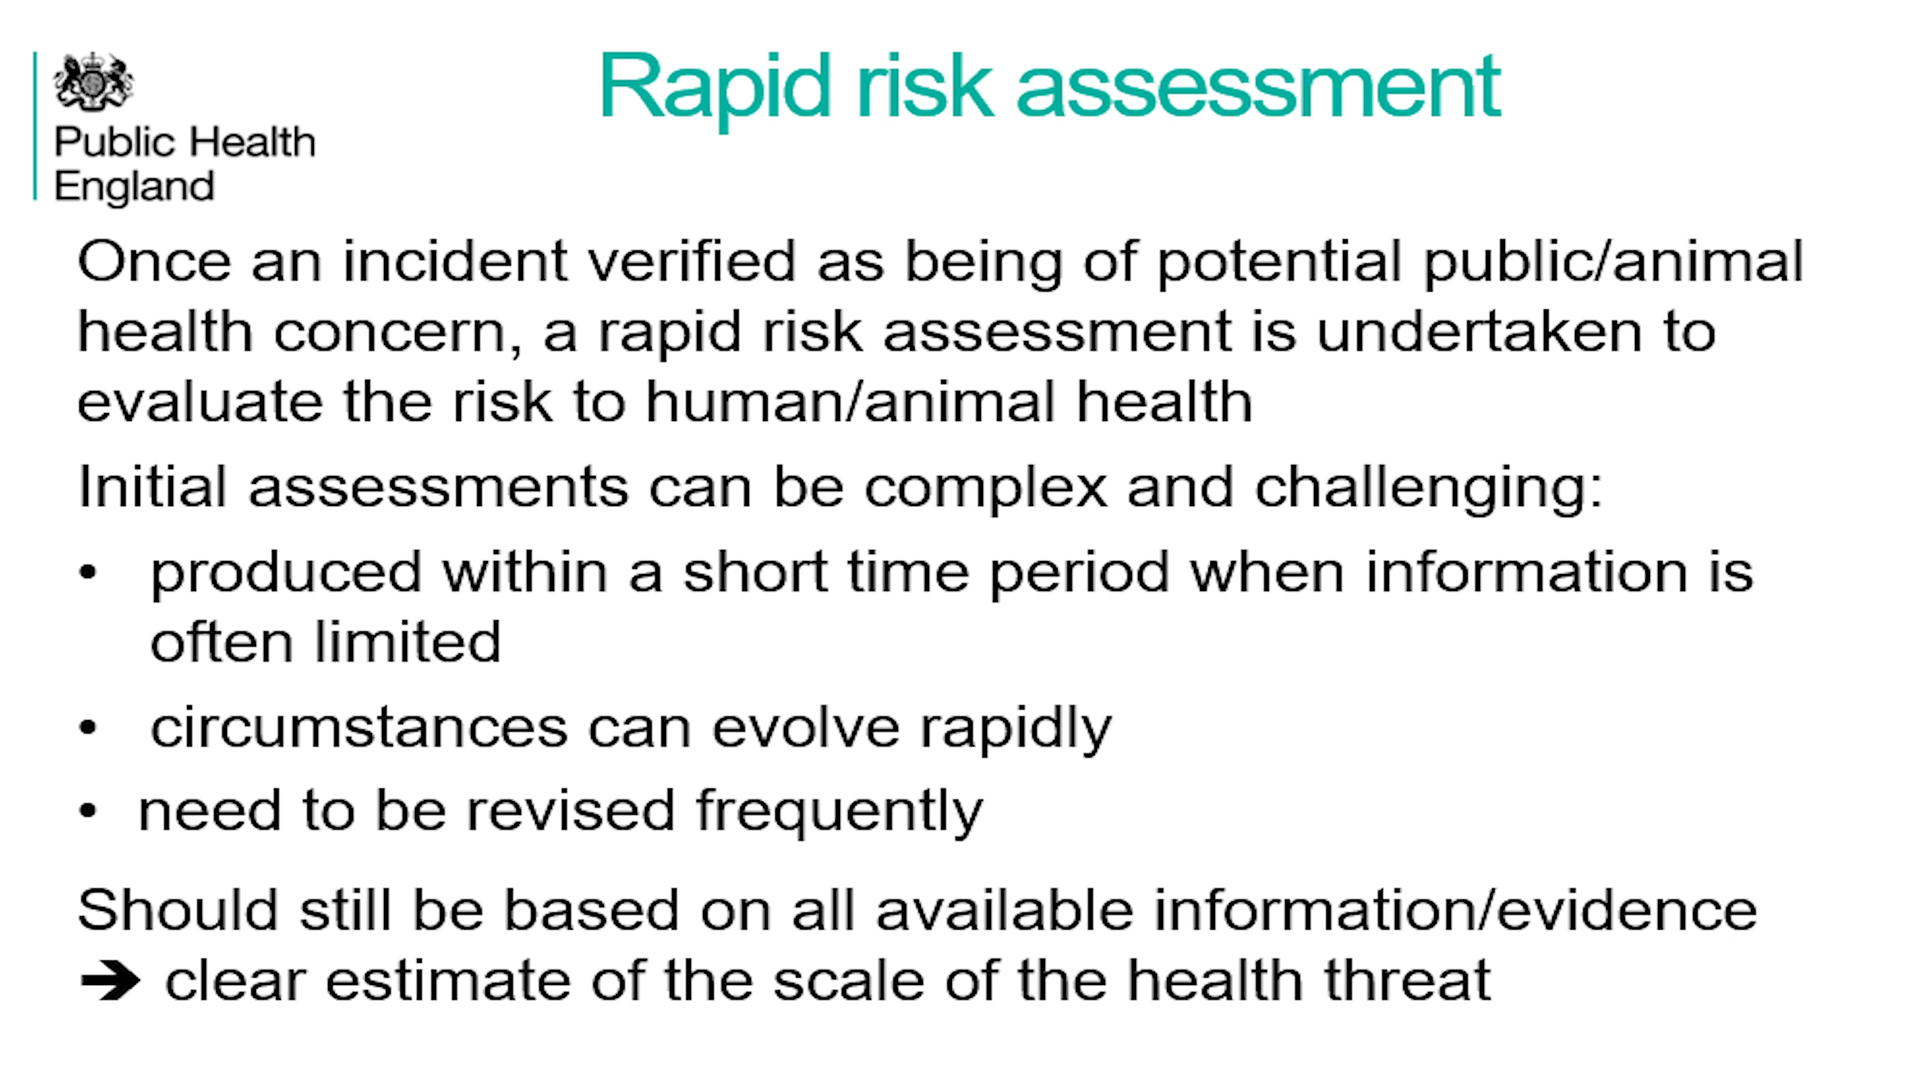 Rapid risk assessment
Public Health
England
Once an incident verified as being of potential public/animal
health concern, a rapid risk assessment is undertaken to
evaluate the risk to human/animal health
Initial assessments can be complex and challenging:
• produced within a short time period when information is
often limited
• circumstances can evolve rapidly
• need to be revised frequently
Should still be based on all available information/evidence
➔ clear estimate of the scale of the health threat